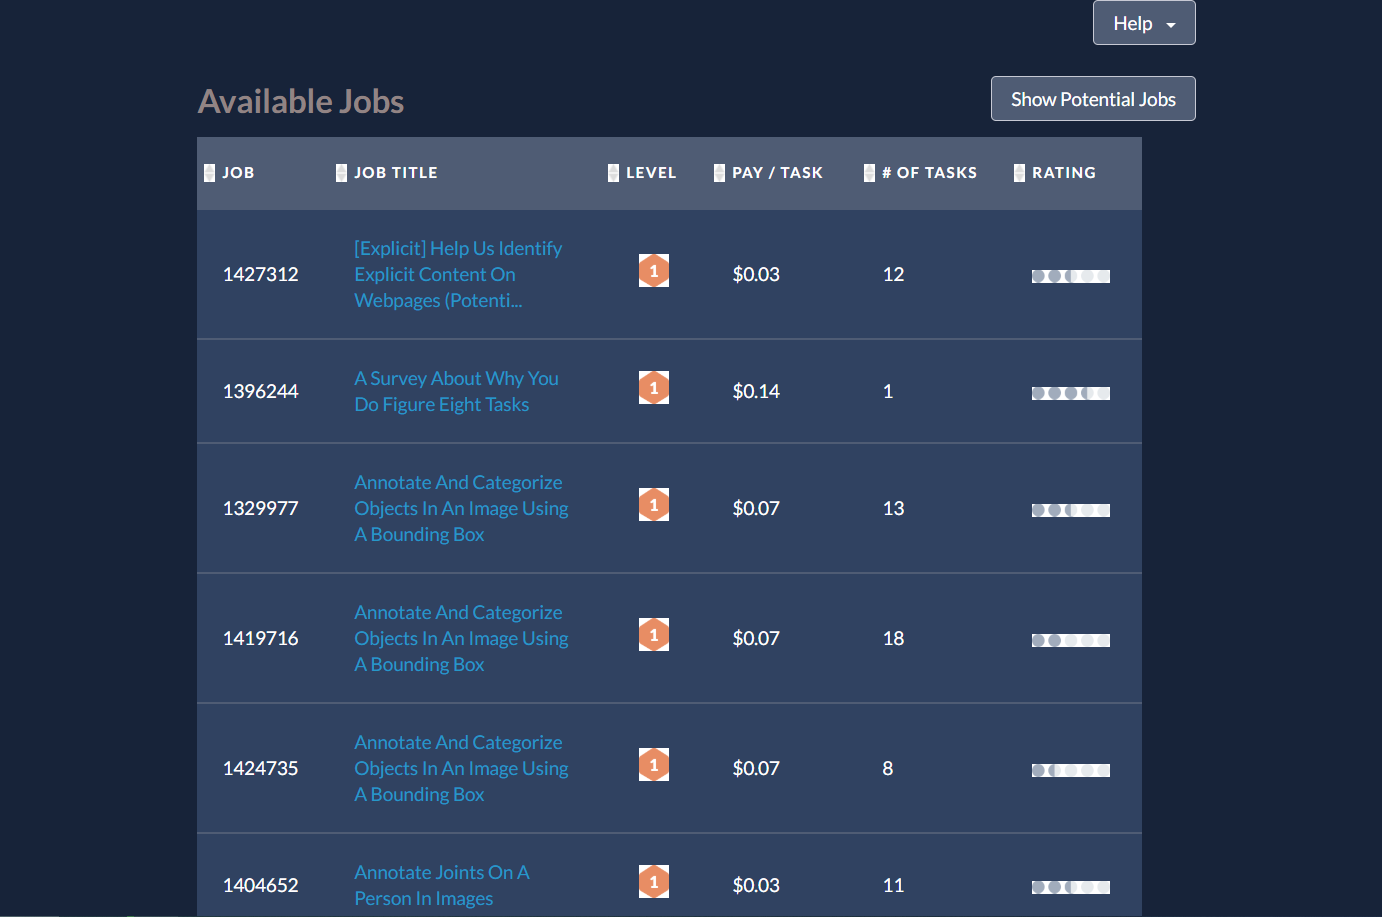 Help
Available Jobs
Show Potential Jobs
JOB JOB TITLE LEVEL PAY / TASK # OF TASKS RATING
[Explicit] Help Us Identify
1427312 Explicit Content On 1 $0.03 12
Webpages (Potenti...
A Survey About Why You
1396244 1 $0.14 1
Do Figure Eight Tasks
Annotate And Categorize
1329977 Objects In An Image Using 1 $0.07 13
A Bounding Box
Annotate And Categorize
1419716 Objects In An Image Using 1 $0.07 18
A Bounding Box
Annotate And Categorize
1424735 Objects In An Image Using 1 $0.07 8
A Bounding Box
Annotate Joints On A
1404652 1 $0.03 11
Person In Images